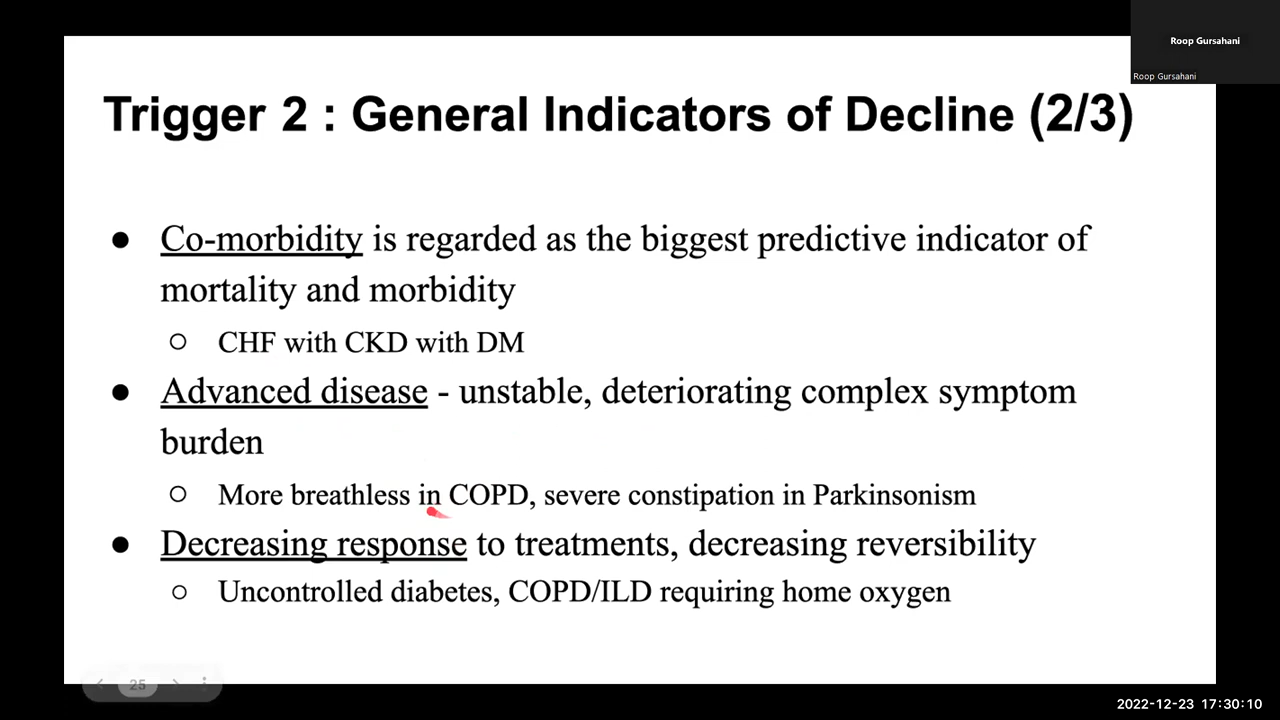 Roop Gursahani
Roop Gursahani
Trigger 2 : General Indicators of Decline (2/3)
● Co-morbidity is regarded as the biggest predictive indicator of
mortality and morbidity
○ CHF with CKD with DM
● Advanced disease - unstable, deteriorating complex symptom
burden
○ More breathless in COPD, severe constipation in Parkinsonism
● Decreasing response to treatments, decreasing reversibility
○ Uncontrolled diabetes, COPD/ILD requiring home oxygen
25
2022-12-23 17:30:10